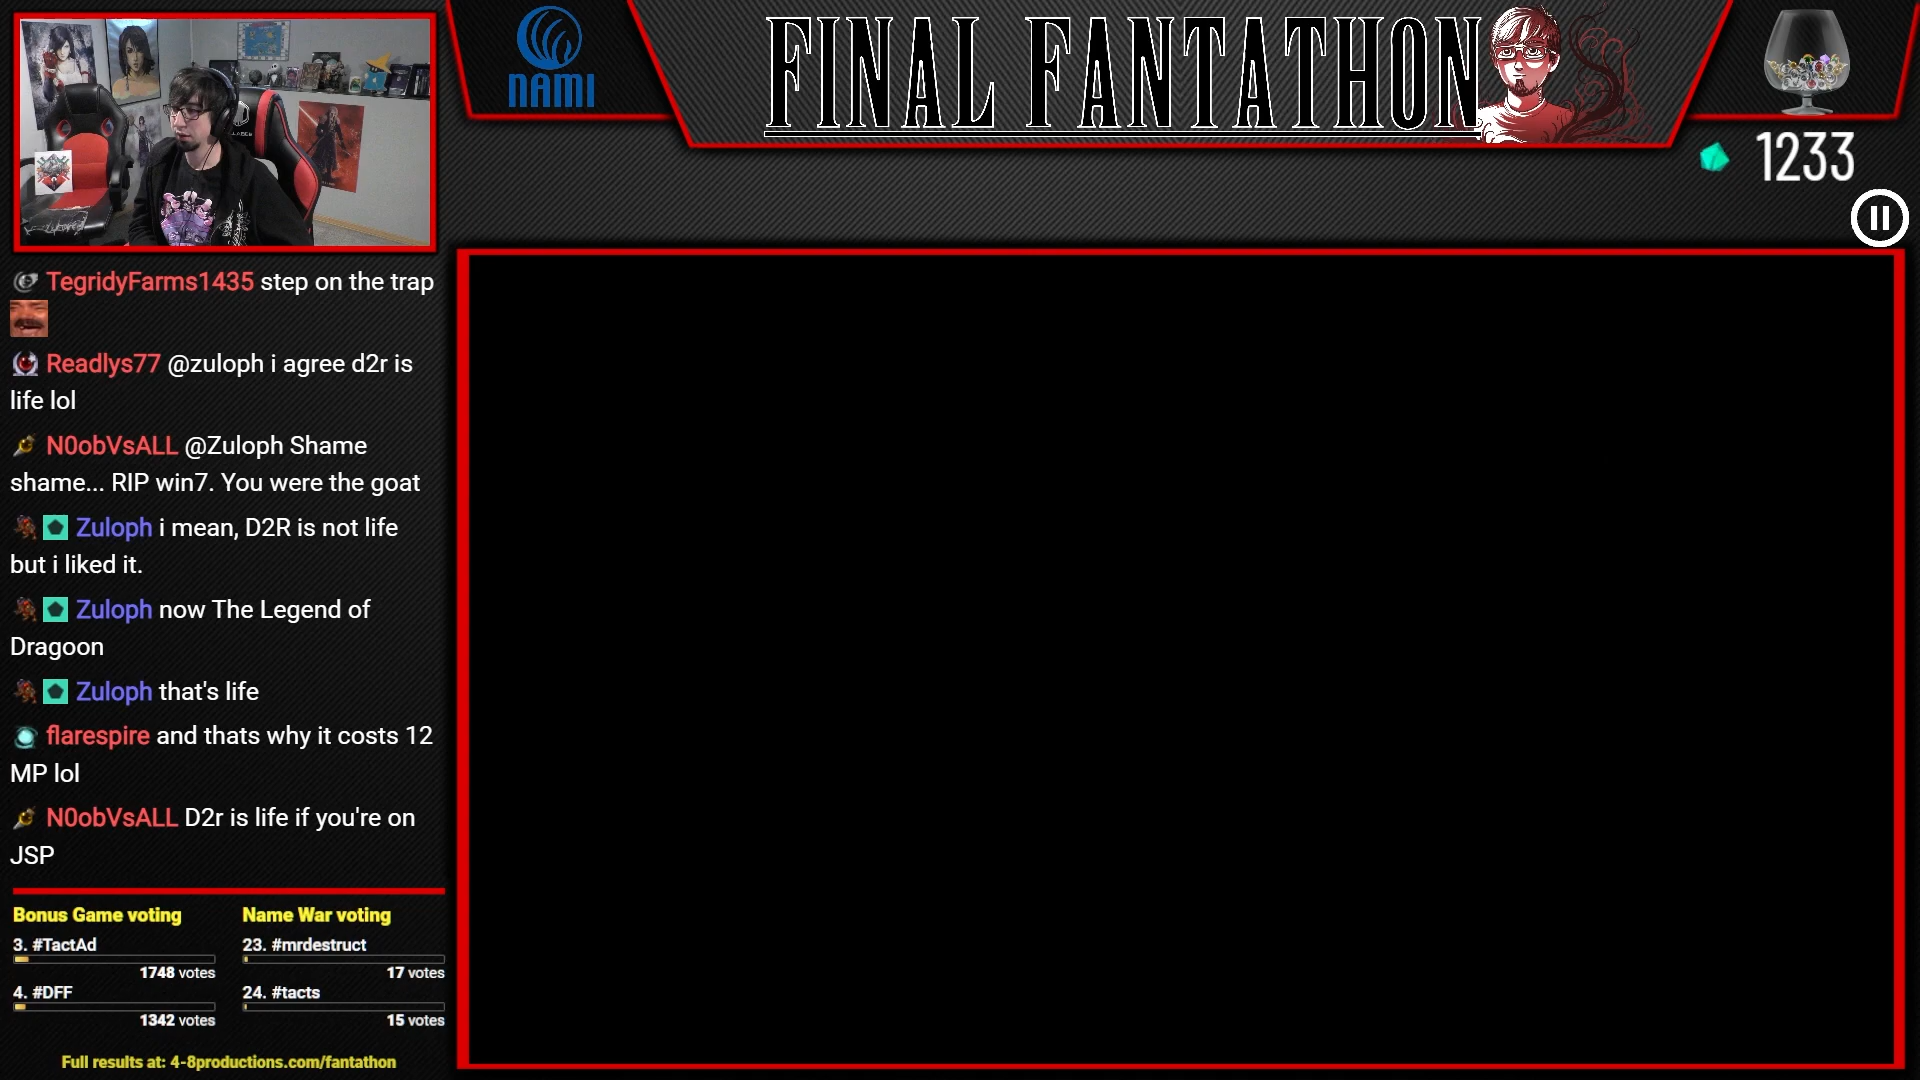 NAMI
FINAL FANTATHON
1233
TegridyFarms1435 step on the trap
Readlys77 @zuloph i agree d2r is
life lol
N0obVsALL @Zuloph Shame
shame... RIP win7. You were the goat
Zuloph i mean, D2R is not life
but i liked it.
Zuloph now The Legend of
Dragoon
Zuloph that's life
flarespire and thats why it costs 12
MP lol
N0obVsALL D2r is life if you're on
JSP
Bonus Game voting
3. #TactAd
1748 votes
4. #DFF
1342 votes
Name War voting
23. #mrdestruct
17 votes
24. #tacts
15 votes
Full results at: 4-8productions.com/fantathon